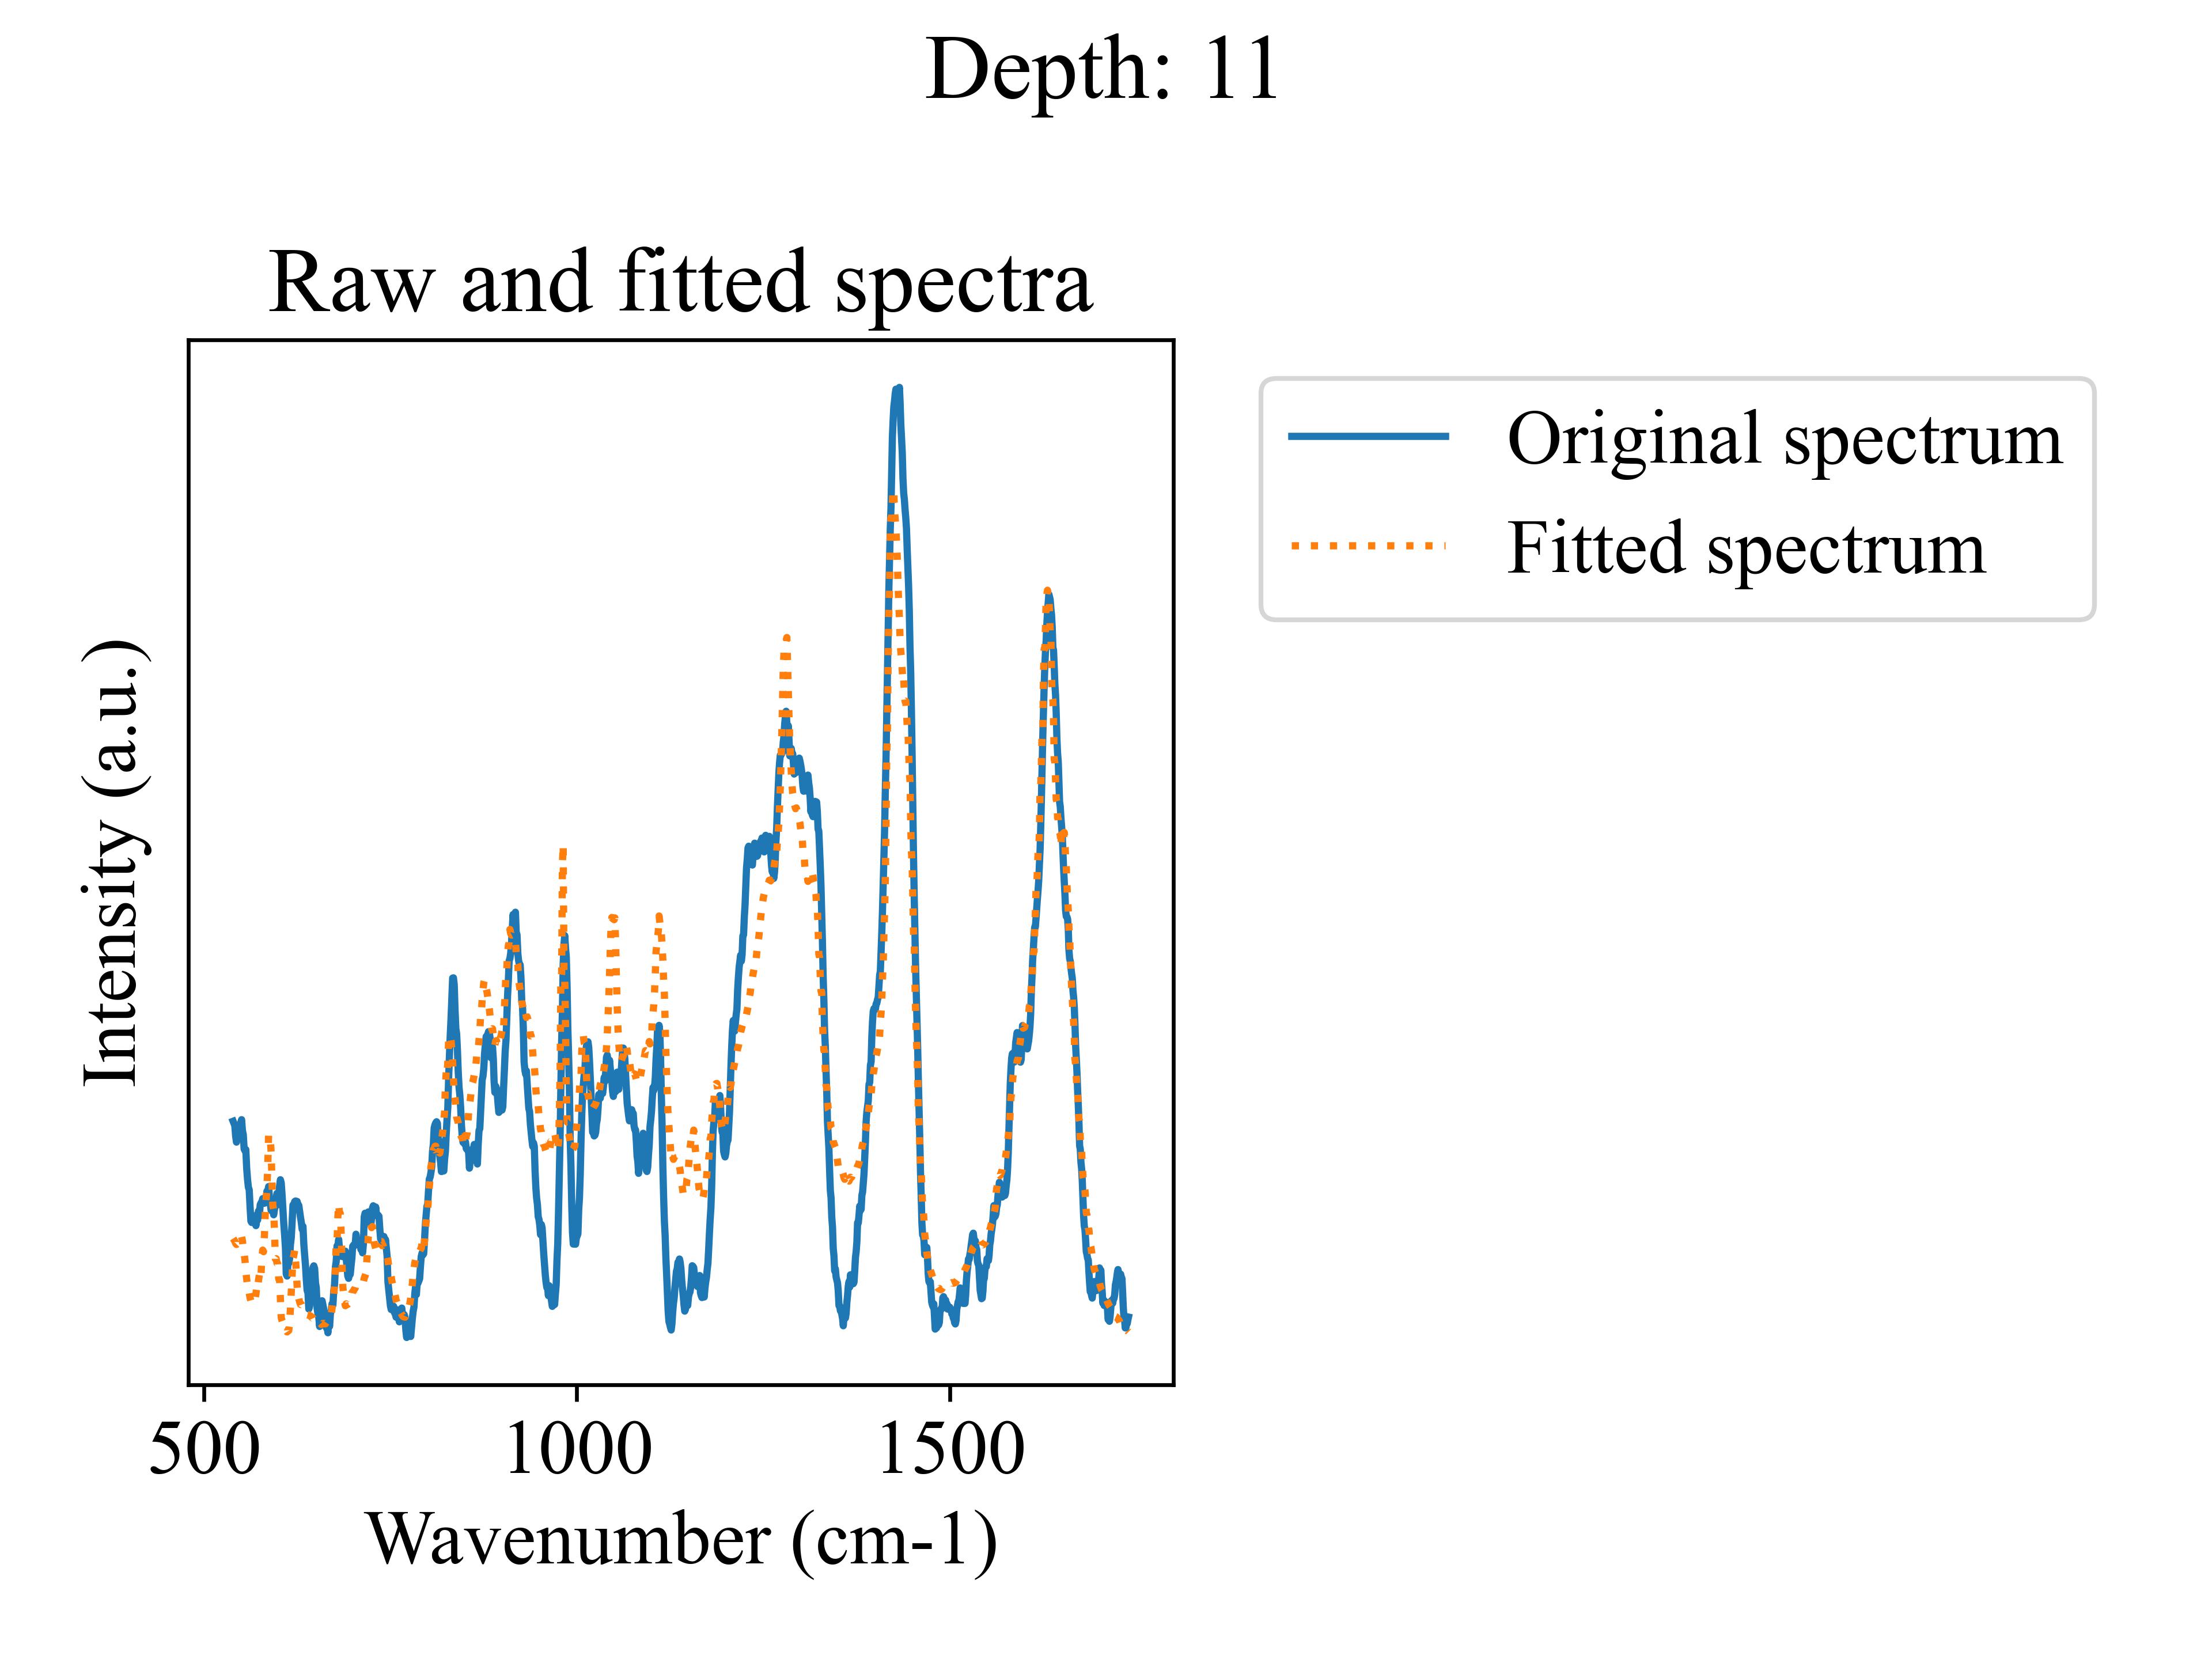 Depth: 11
Raw and fitted spectra
Original spectrum
Fitted spectrum
Intensity (a.u.)
500 1000 1500
Wavenumber (cm-1)